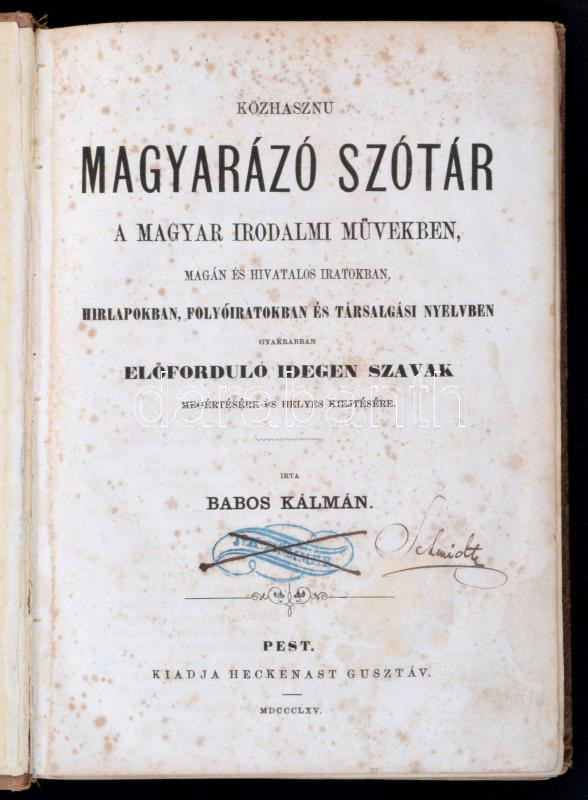 KÖZHASZNU
MAGYARÁZÓ SZÓTÁR
A MAGYAR IRODALMI MÜVEKBEN,
MAGÁN ÉS HIVATALOS IRATOKBAN,
HIRLAPOKBAN, FOLYÓIRATOKBAN ÉS TÁRSALGÁSI NYELVBEN
GYAKRABBAN
ELŐFORDULÓ IDEGEN SZAVAK
MEGÉRTÉSÉRE ÉS HELYES KIEJTÉSÉRE.
darabanth
IRTA
BABOS KÁLMÁN.
Schmidt
PEST.
KIADJA HECKENAST GUSZTÁV.
MDCCCLXV.